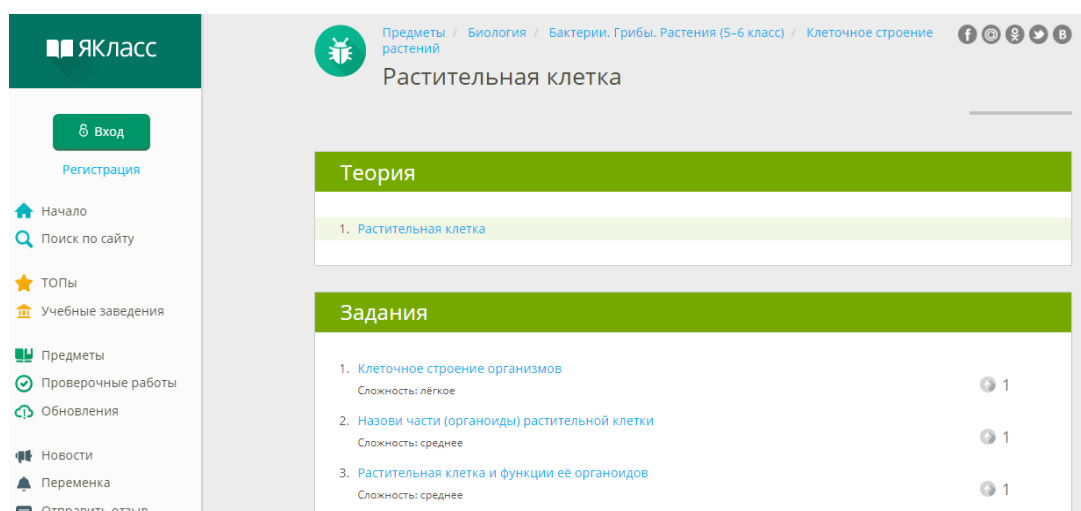 ЯКласс
Вход
Регистрация
Начало
Поиск по сайту
ТОПы
Учебные заведения
Предметы
Проверочные работы
Обновления
Новости
Переменка
Отправить отзыв
Предметы / Биология / Бактерии. Грибы. Растения (5–6 класс) / Клеточное строение
растений
Растительная клетка
Теория
1. Растительная клетка
Задания
1. Клеточное строение организмов
Сложность: лёгкое
1
2. Назови части (органоиды) растительной клетки
Сложность: среднее
1
3. Растительная клетка и функции её органоидов
Сложность: среднее
1